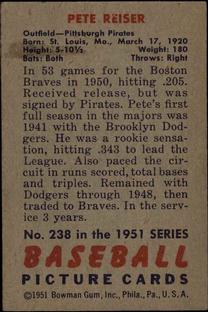 PETE REISER
Outfield—Pittsburgh Pirates
Born: St. Louis, Mo., March 17, 1920
Height: 5-10½ Weight: 180
Bats: Both Throws: Right
In 53 games for the Boston
Braves in 1950, hitting .205.
Received release, but was
signed by Pirates. Pete's first
full season in the majors was
1941 with the Brooklyn Dodg-
ers. He was a rookie sensa-
tion, hitting .343 to lead the
League. Also paced the cir-
cuit in runs scored, total bases
and triples. Remained with
Dodgers through 1948, then
traded to Braves. In the serv-
ice 3 years.
No. 238 in the 1951 SERIES
BASEBALL
PICTURE CARDS
©1951 Bowman Gum, Inc., Phila., Pa., U. S. A.